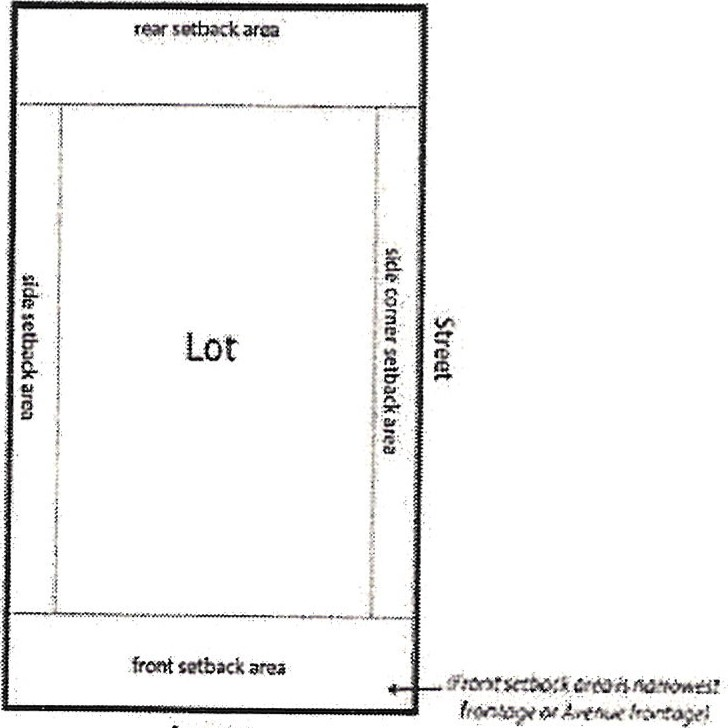 rear setback area
side setback area
Lot
side corner setback area
Street
front setback area
(Front setback area is narrowest
frontage or Avenue frontage)